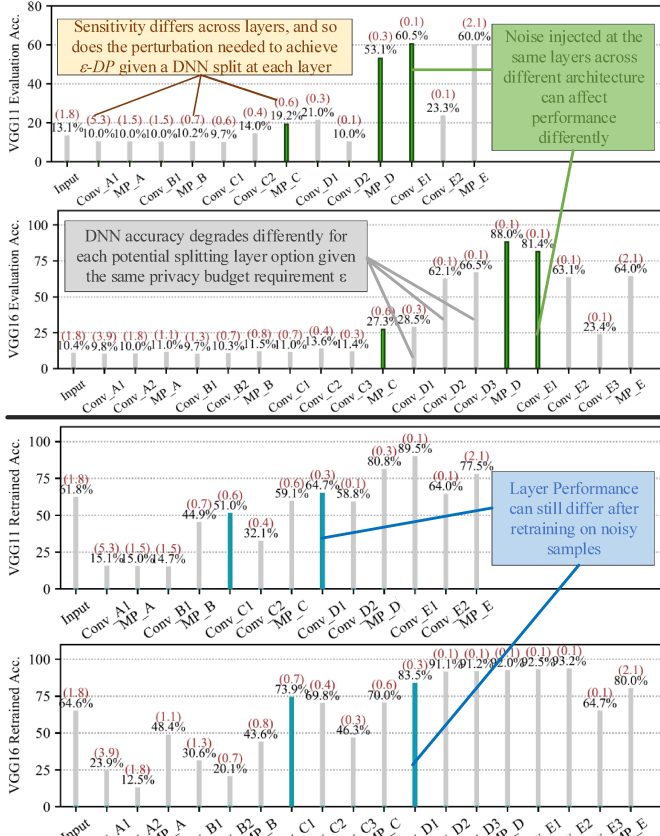 VGG11 Evaluation Acc.
80
60
40
20
0
Sensitivity differs across layers, and so
does the perturbation needed to achieve
ε-DP given a DNN split at each layer
Noise injected at the
same layers across
different architecture
can affect
performance
differently
(1.8) (5.3) (1.5) (1.5) (0.7) (0.6) (0.4) (0.6) (0.3) (0.1) (0.3) (0.1) (0.1) (2.1)
13.1% 10.0% 10.0% 10.0% 10.2% 9.7% 14.0% 19.2% 21.0% 10.0% 53.1% 60.5% 23.3% 60.0%
Input Conv_A1 MP_A Conv_B1 MP_B Conv_C1 Conv_C2 MP_C Conv_D1 Conv_D2 MP_D Conv_E1 Conv_E2 MP_E
VGG16 Evaluation Acc.
100
75
50
25
0
DNN accuracy degrades differently for
each potential splitting layer option given
the same privacy budget requirement ε
(1.8) (3.9) (1.8) (1.1) (1.3) (0.7) (0.8) (0.7) (0.4) (0.3) (0.6) (0.3) (0.1) (0.1) (0.1) (0.1) (0.1) (0.1) (2.1)
10.4% 9.8% 10.0% 11.0% 9.7% 10.3% 11.5% 11.0% 13.6% 11.4% 27.3% 28.5% 62.1% 66.5% 88.0% 81.4% 63.1% 23.4% 64.0%
Input Conv_A1 Conv_A2 MP_A Conv_B1 Conv_B2 MP_B Conv_C1 Conv_C2 Conv_C3 MP_C Conv_D1 Conv_D2 Conv_D3 MP_D Conv_E1 Conv_E2 Conv_E3 MP_E
VGG11 Retrained Acc.
100
75
50
25
0
(1.8) (5.3) (1.5) (1.5) (0.7) (0.6) (0.4) (0.6) (0.3) (0.1) (0.3) (0.1) (0.1) (2.1)
61.8% 15.1% 15.0% 14.7% 44.9% 51.0% 32.1% 59.1% 64.7% 58.8% 80.8% 89.5% 64.0% 77.5%
Input Conv_A1 MP_A Conv_B1 MP_B Conv_C1 Conv_C2 MP_C Conv_D1 Conv_D2 MP_D Conv_E1 Conv_E2 MP_E
Layer Performance
can still differ after
retraining on noisy
samples
VGG16 Retrained Acc.
100
75
50
25
0
(1.8) (3.9) (1.8) (1.1) (1.3) (0.7) (0.8) (0.7) (0.4) (0.3) (0.6) (0.3) (0.1) (0.1) (0.1) (0.1) (0.1) (0.1) (2.1)
64.6% 23.9% 12.5% 48.4% 30.6% 20.1% 43.6% 73.9% 69.8% 46.3% 70.0% 83.5% 91.1% 91.2% 92.0% 92.5% 93.2% 64.7% 80.0%
Input A1 A2 MP_A B1 B2 MP_B C1 C2 C3 MP_C D1 D2 D3 MP_D E1 E2 E3 MP_E